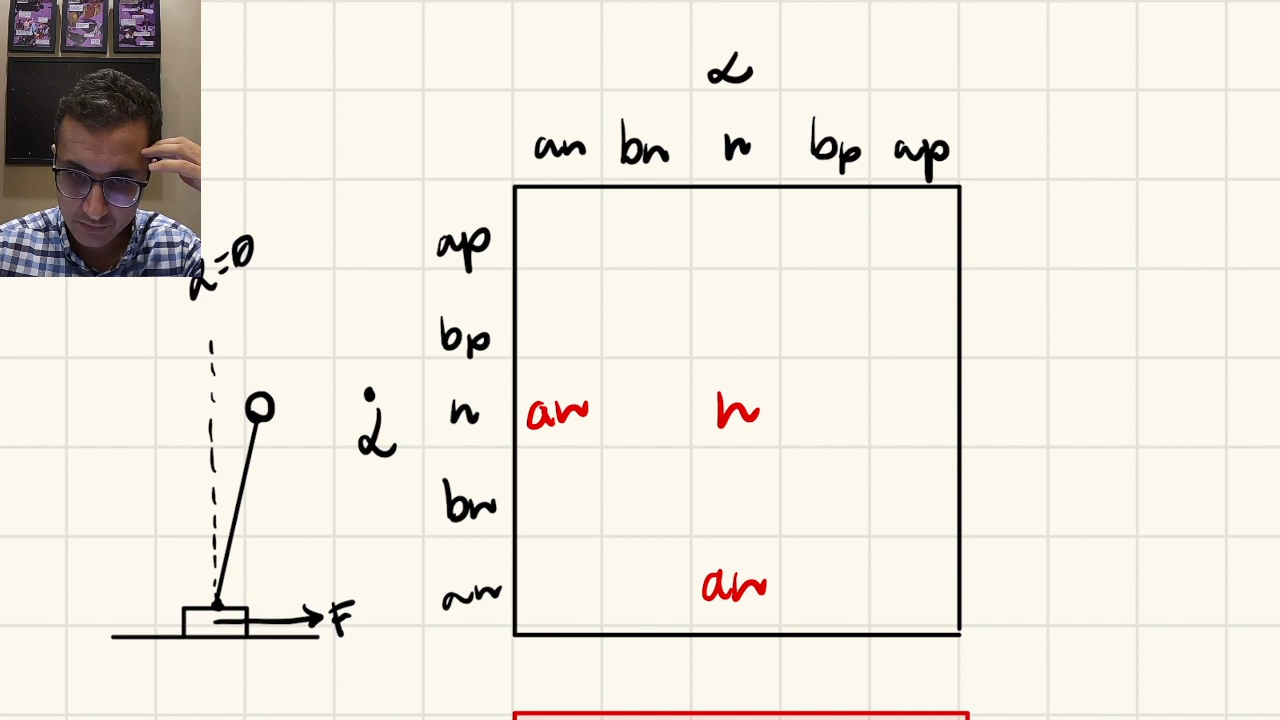 α
an bn n bp ap
ap
α=0
bp
n an n
α̇
bn
an an
F